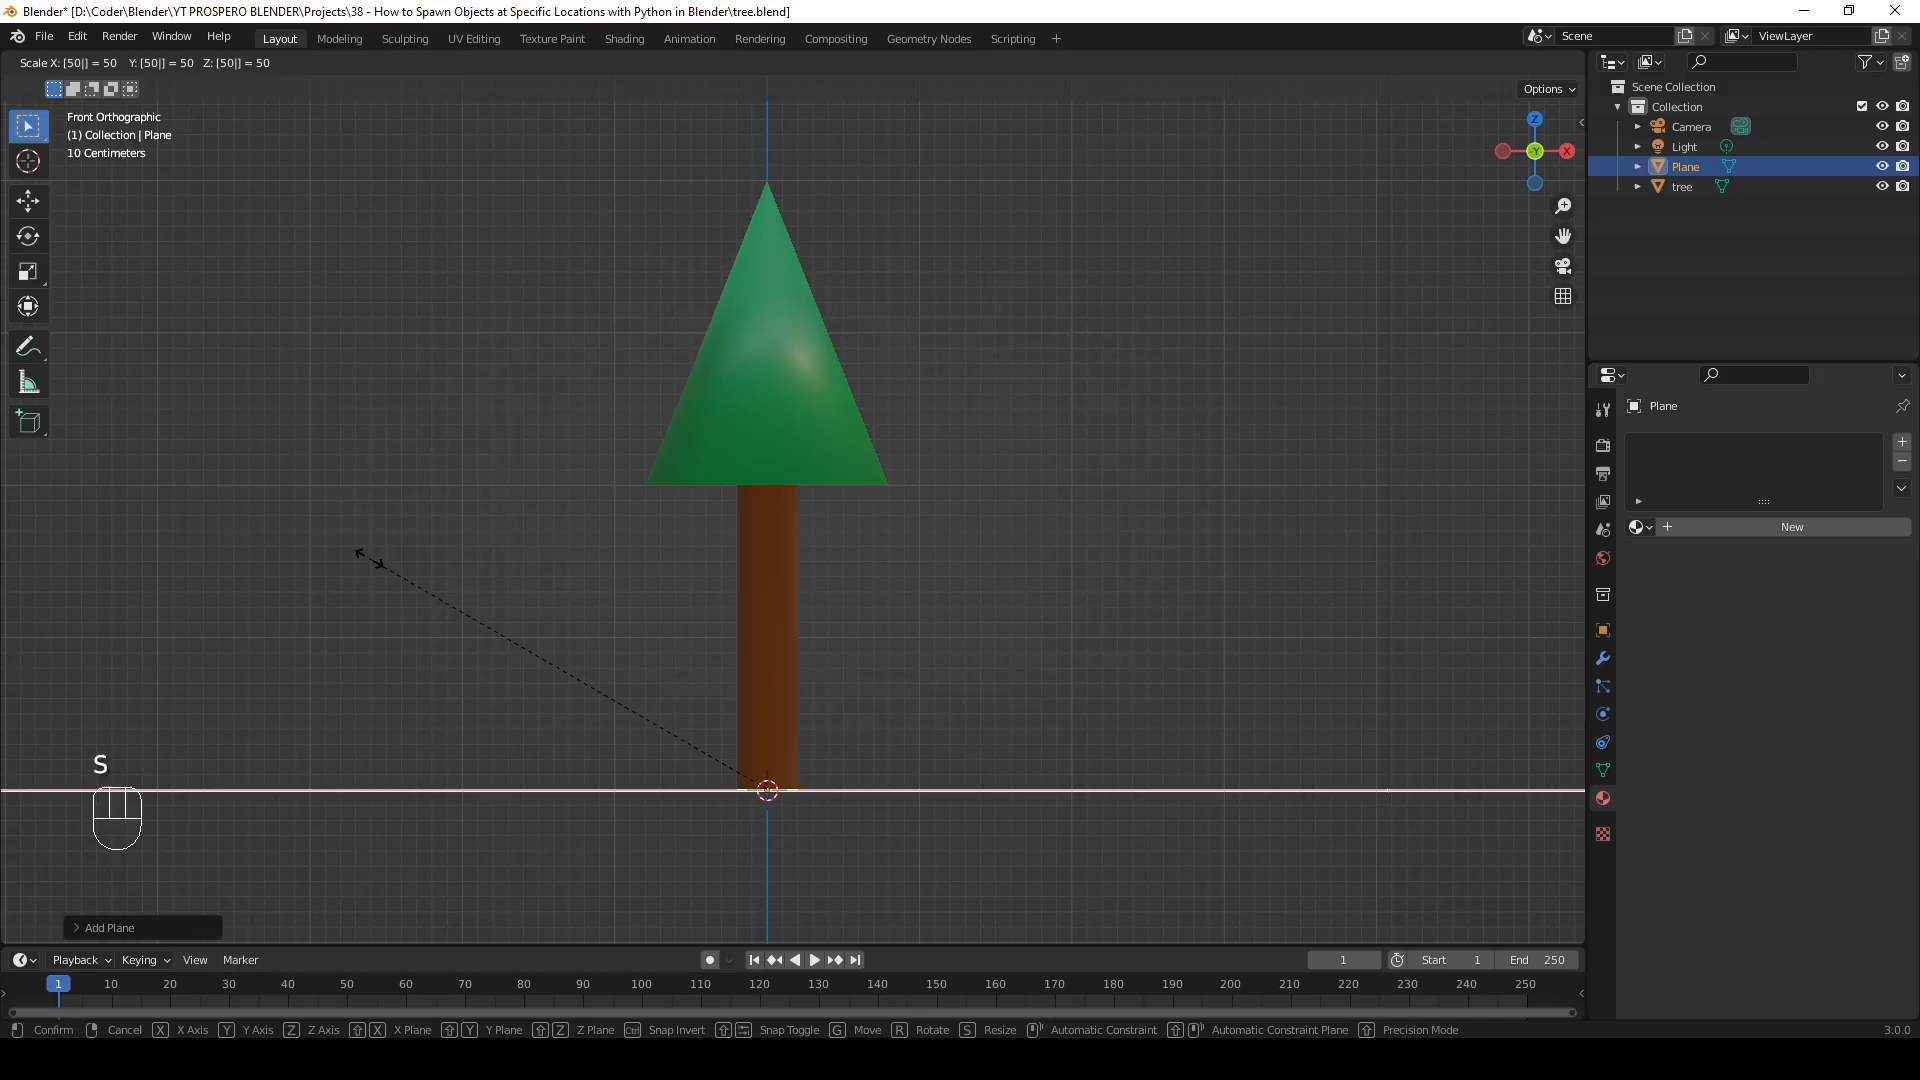 Blender* [D:\Coder\Blender\YT PROSPERO BLENDER\Projects\38 - How to Spawn Objects at Specific Locations with Python in Blender\tree.blend]
File Edit Render Window Help Layout Modeling Sculpting UV Editing Texture Paint Shading Animation Rendering Compositing Geometry Nodes Scripting + Scene ViewLayer
Scale X: [50|] = 50 Y: [50|] = 50 Z: [50|] = 50
Options
Front Orthographic
(1) Collection | Plane
10 Centimeters
Z
-Y
X
Scene Collection
Collection
Camera
Light
Plane
tree
Plane
New
S
Add Plane
Playback Keying View Marker 1 Start 1 End 250
1 10 20 30 40 50 60 70 80 90 100 110 120 130 140 150 160 170 180 190 200 210 220 230 240 250
Confirm Cancel X X Axis Y Y Axis Z Z Axis X X Plane Y Y Plane Z Z Plane Ctrl Snap Invert Snap Toggle G Move R Rotate S Resize Automatic Constraint Automatic Constraint Plane Precision Mode 3.0.0